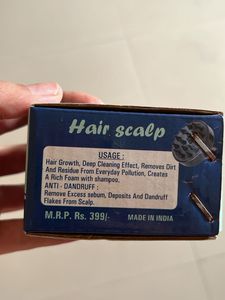 Hair scalp
USAGE :
Hair Growth, Deep Cleaning Effect, Removes Dirt
And Residue From Everyday Pollution, Creates
A Rich Foam with shampoo.
ANTI - DANDRUFF :
Remove Excess sebum, Deposits And Dandruff
Flakes From Scalp.
M.R.P. Rs. 399/- MADE IN INDIA